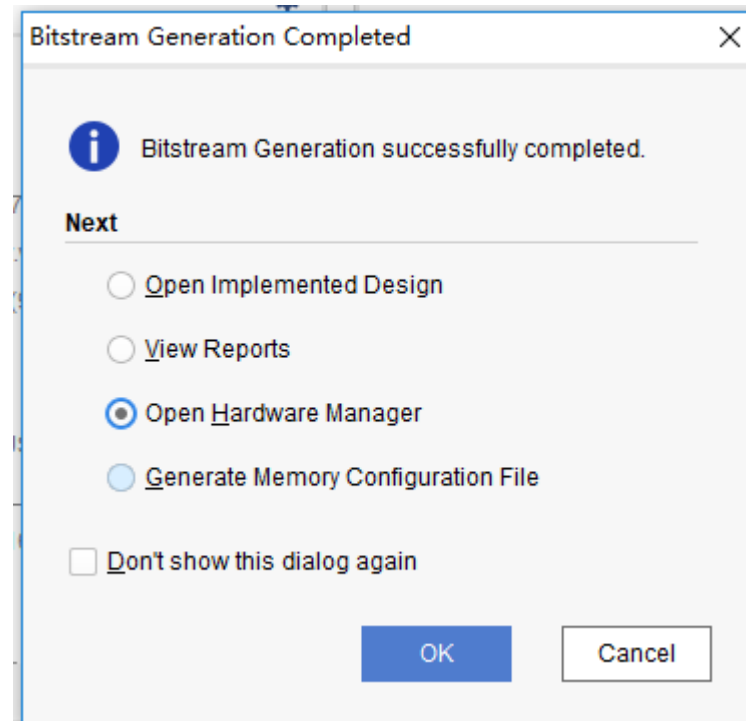 Bitstream Generation Completed
Bitstream Generation successfully completed.
Next
Open Implemented Design
View Reports
Open Hardware Manager
Generate Memory Configuration File
Don't show this dialog again
OK
Cancel